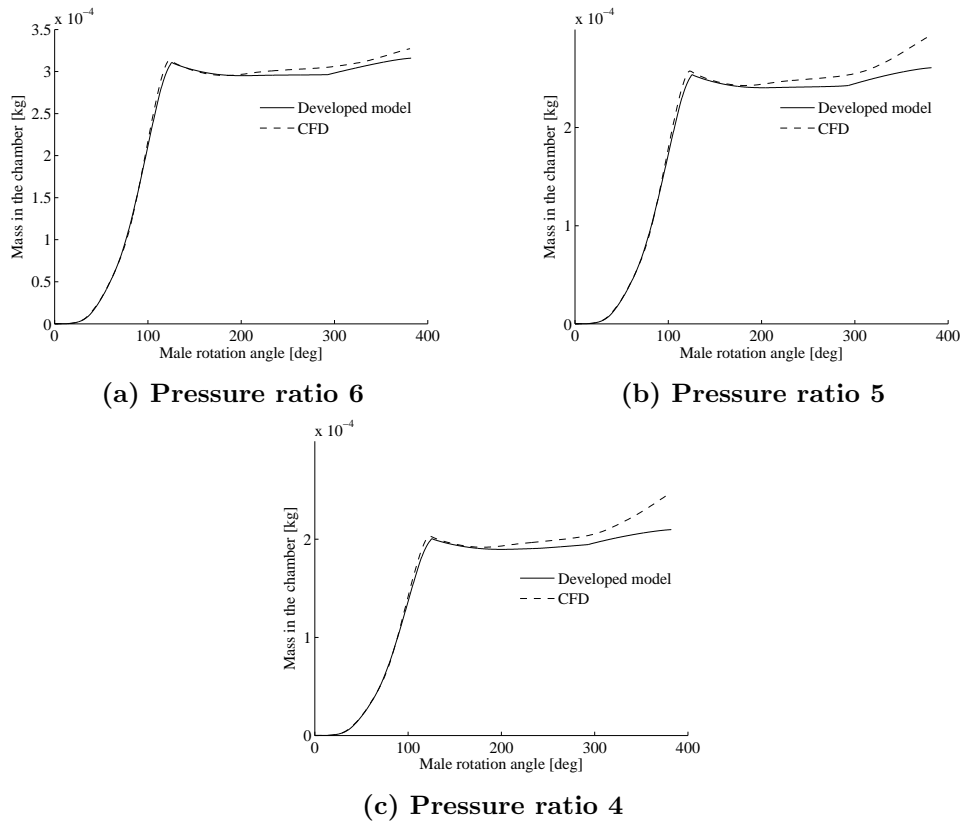 x 10⁻⁴
3.5
3
2.5
2
1.5
1
0.5
0
0 100 200 300 400
Mass in the chamber [kg]
Male rotation angle [deg]
Developed model
CFD
(a) Pressure ratio 6
x 10⁻⁴
2
1
0
0 100 200 300 400
Mass in the chamber [kg]
Male rotation angle [deg]
Developed model
CFD
(b) Pressure ratio 5
x 10⁻⁴
2
1
0
0 100 200 300 400
Mass in the chamber [kg]
Male rotation angle [deg]
Developed model
CFD
(c) Pressure ratio 4